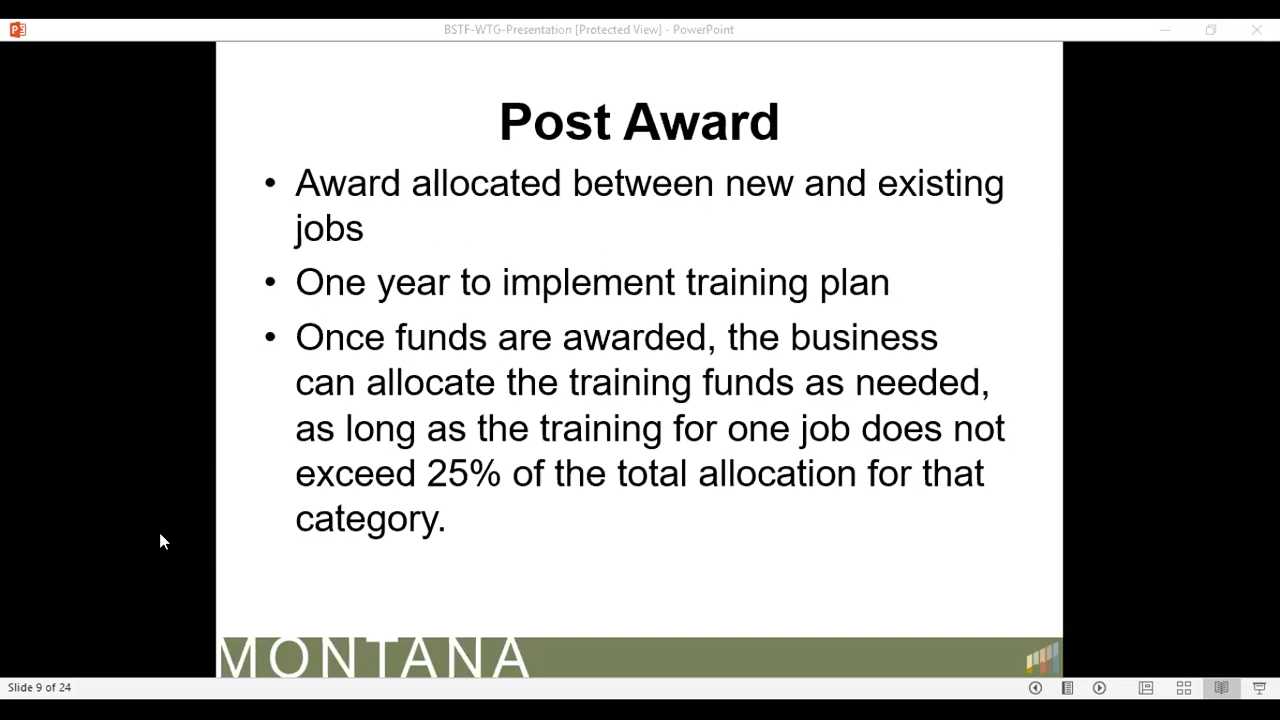 BSTF-WTG-Presentation [Protected View] - PowerPoint
Post Award
• Award allocated between new and existing
jobs
• One year to implement training plan
• Once funds are awarded, the business
can allocate the training funds as needed,
as long as the training for one job does not
exceed 25% of the total allocation for that
category.
MONTANA
Slide 9 of 24